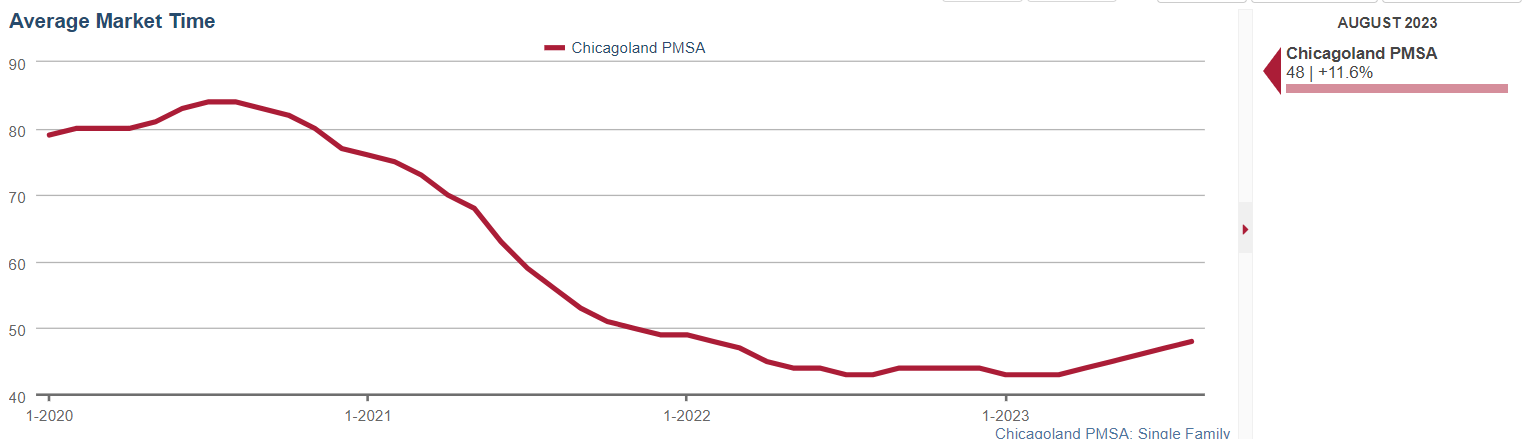 Average Market Time
Chicagoland PMSA
90
80
70
60
50
40
1-2020
1-2021
1-2022
1-2023
Chicagoland PMSA: Single Family
AUGUST 2023
Chicagoland PMSA
48 | +11.6%